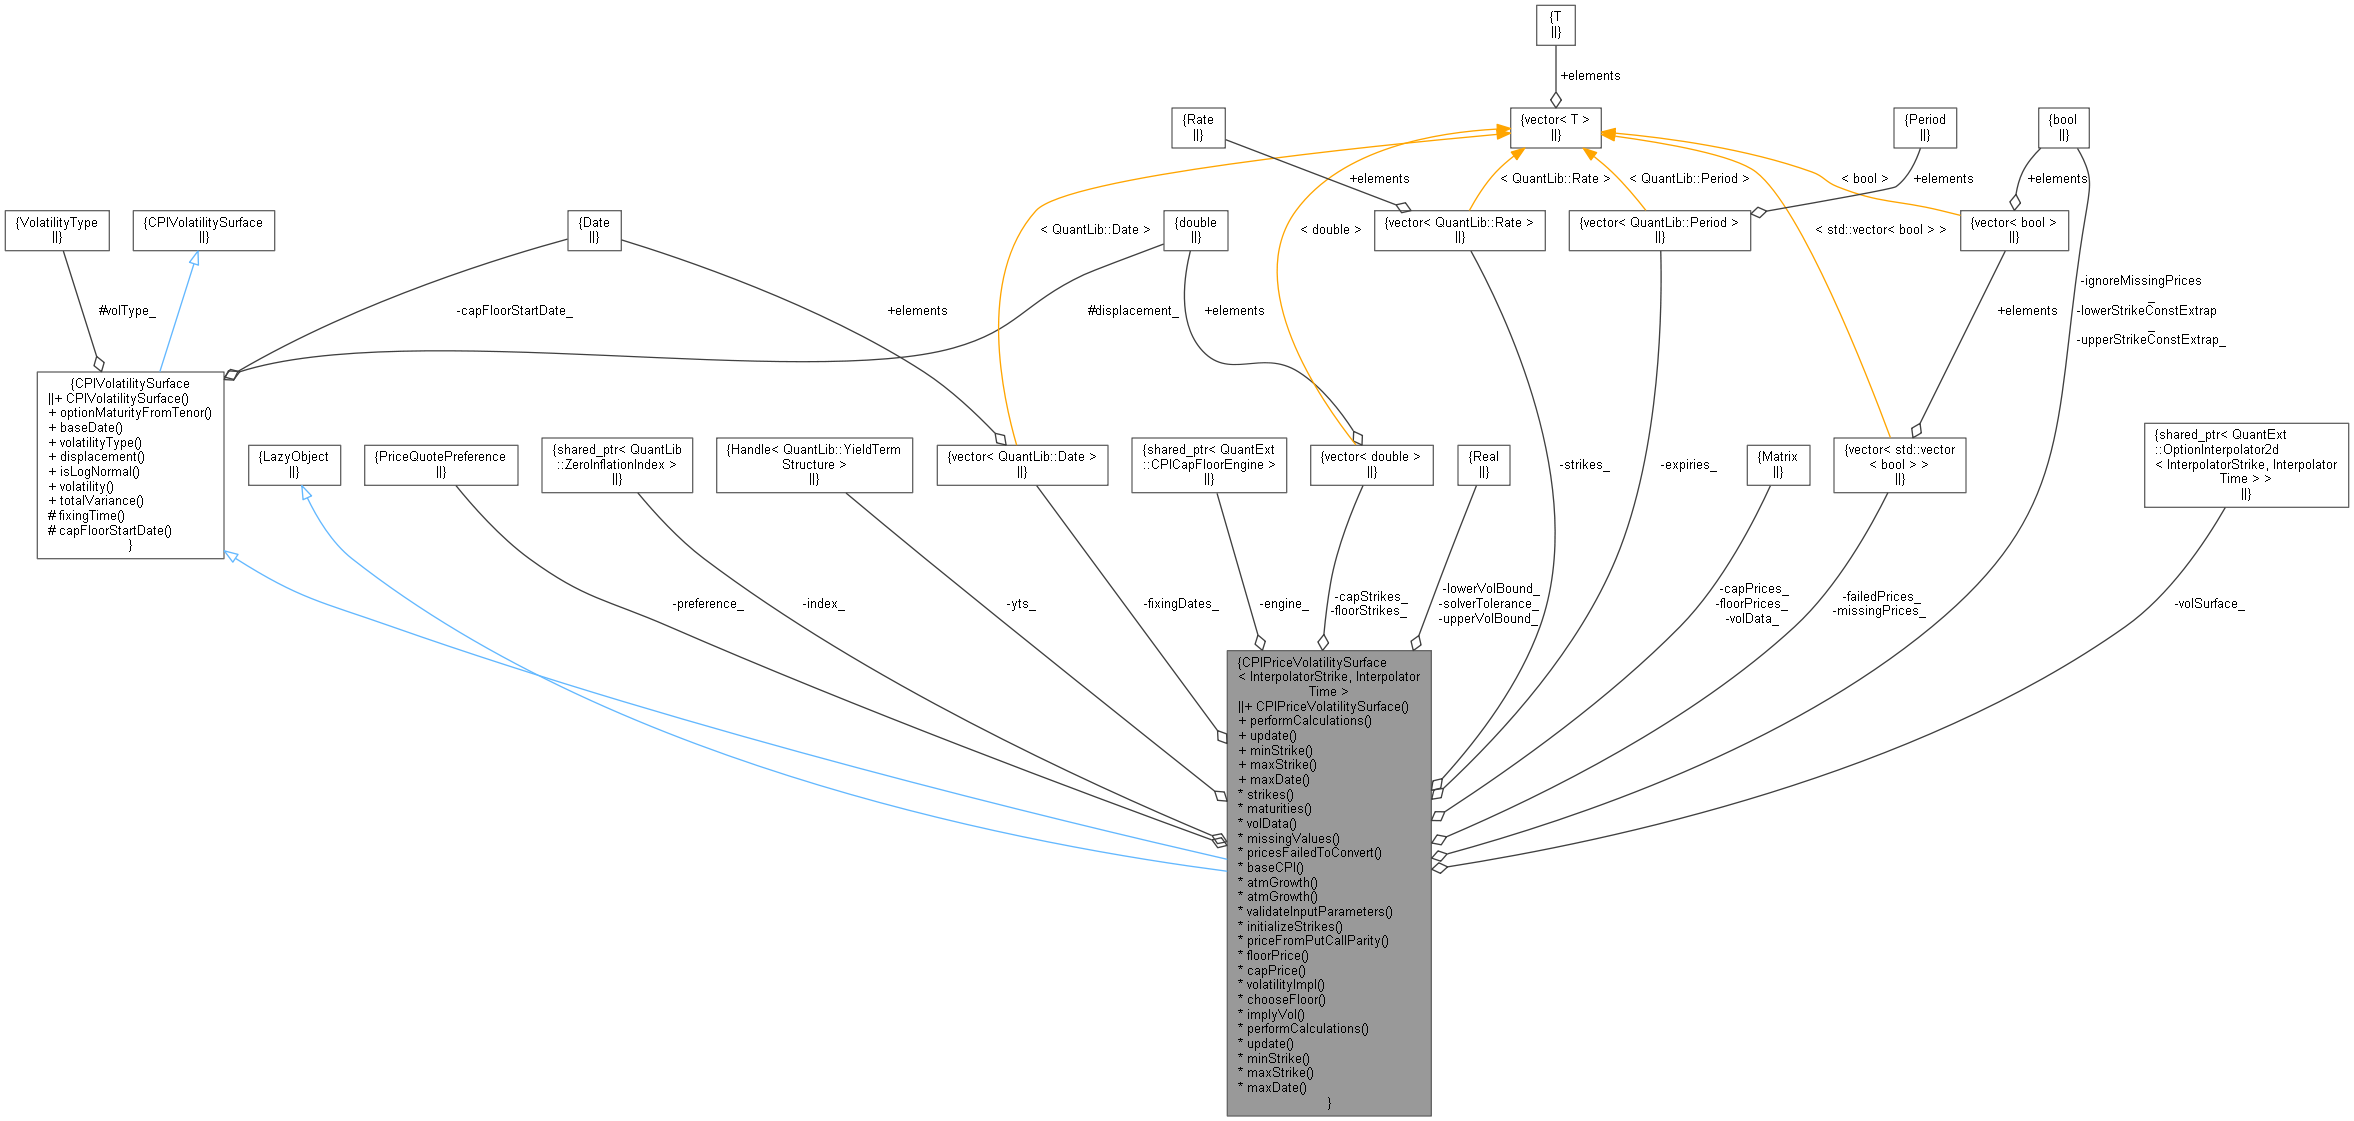 {T
||}
+elements
{Rate
||}
{vector< T >
||}
{Period
||}
{bool
||}
+elements
< QuantLib::Rate >
< QuantLib::Period >
< bool >
+elements
+elements
{VolatilityType
||}
{CPIVolatilitySurface
||}
{Date
||}
< QuantLib::Date >
{double
||}
< double >
{vector< QuantLib::Rate >
||}
{vector< QuantLib::Period >
||}
< std::vector< bool > >
{vector< bool >
||}
#volType_
-capFloorStartDate_
+elements
#displacement_
+elements
+elements
-ignoreMissingPrices
_
-lowerStrikeConstExtrap
_
-upperStrikeConstExtrap_
{CPIVolatilitySurface
||+ CPIVolatilitySurface()
+ optionMaturityFromTenor()
+ baseDate()
+ volatilityType()
+ displacement()
+ isLogNormal()
+ volatility()
+ totalVariance()
# fixingTime()
# capFloorStartDate()
}
{LazyObject
||}
{PriceQuotePreference
||}
{shared_ptr< QuantLib
::ZeroInflationIndex >
||}
{Handle< QuantLib::YieldTerm
Structure >
||}
{vector< QuantLib::Date >
||}
{shared_ptr< QuantExt
::CPICapFloorEngine >
||}
{vector< double >
||}
{Real
||}
-strikes_
-expiries_
{Matrix
||}
{vector< std::vector
< bool > >
||}
{shared_ptr< QuantExt
::OptionInterpolator2d
< InterpolatorStrike, Interpolator
Time > >
||}
-preference_
-index_
-yts_
-fixingDates_
-engine_
-capStrikes_
-floorStrikes_
-lowerVolBound_
-solverTolerance_
-upperVolBound_
-capPrices_
-floorPrices_
-volData_
-failedPrices_
-missingPrices_
-volSurface_
{CPIPriceVolatilitySurface
< InterpolatorStrike, Interpolator
Time >
||+ CPIPriceVolatilitySurface()
+ performCalculations()
+ update()
+ minStrike()
+ maxStrike()
+ maxDate()
* strikes()
* maturities()
* volData()
* missingValues()
* pricesFailedToConvert()
* baseCPI()
* atmGrowth()
* atmGrowth()
* validateInputParameters()
* initializeStrikes()
* priceFromPutCallParity()
* floorPrice()
* capPrice()
* volatilityImpl()
* chooseFloor()
* implyVol()
* performCalculations()
* update()
* minStrike()
* maxStrike()
* maxDate()
}